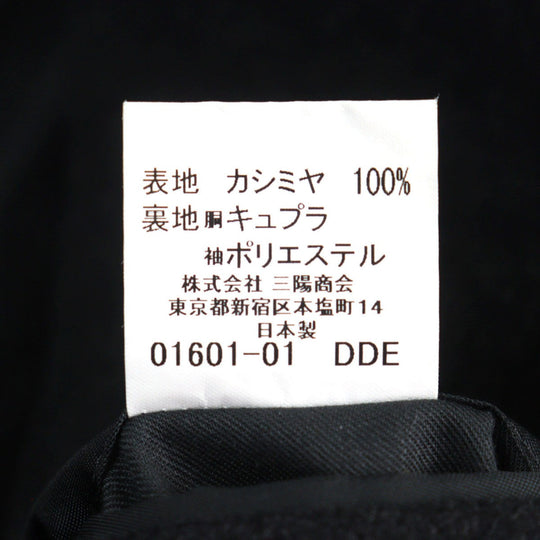 表地 カシミヤ 100%
裏地胴キュプラ
袖ポリエステル
株式会社 三陽商会
東京都新宿区本塩町14
日本製
01601-01 DDE